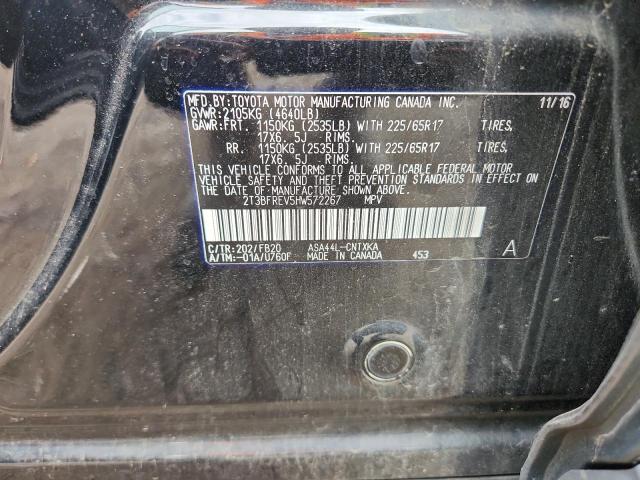 MFD.BY:TOYOTA MOTOR MANUFACTURING CANADA INC. 11/16
GVWR:2105KG (4640LB)
GAWR:FRT. 1150KG (2535LB) WITH 225/65R17 TIRES,
17X6.5J RIMS
RR. 1150KG (2535LB) WITH 225/65R17 TIRES,
17X6.5J RIMS
THIS VEHICLE CONFORMS TO ALL APPLICABLE FEDERAL MOTOR
VEHICLE SAFETY AND THEFT PREVENTION STANDARDS IN EFFECT ON
THE DATE OF MANUFACTURE SHOWN ABOVE.
2T3BFREV5HW572267 MPV
C/TR:202/FB20 ASA44L-CNTXKA
A/TM:-01A/U760F MADE IN CANADA 453 A